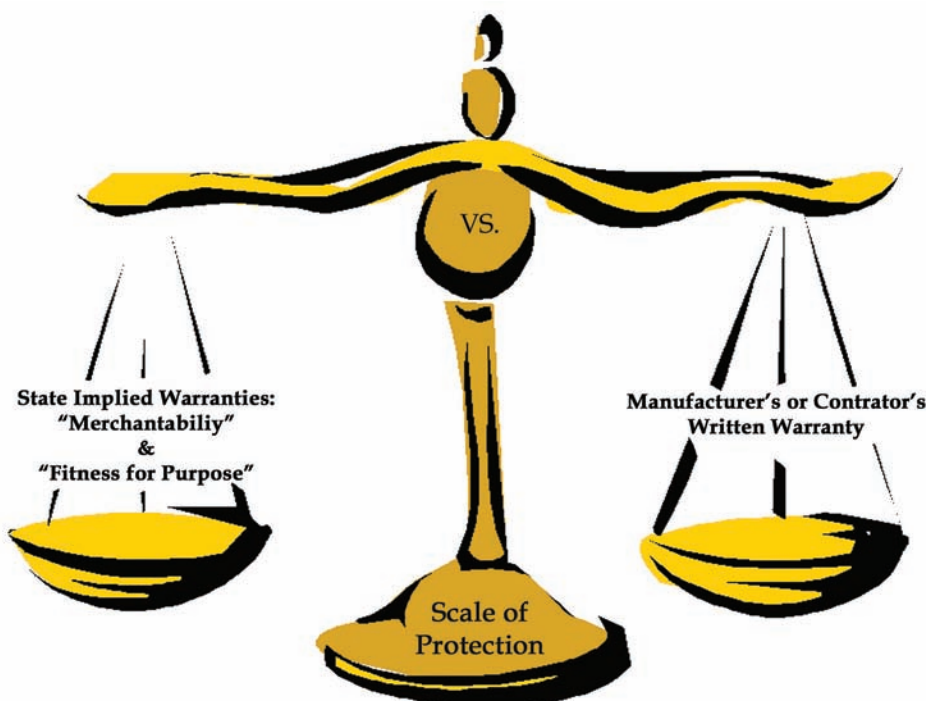 VS.
State Implied Warranties:
“Merchantabiliy”
&
“Fitness for Purpose”
Manufacturer’s or Contrator’s
Written Warranty
Scale of
Protection